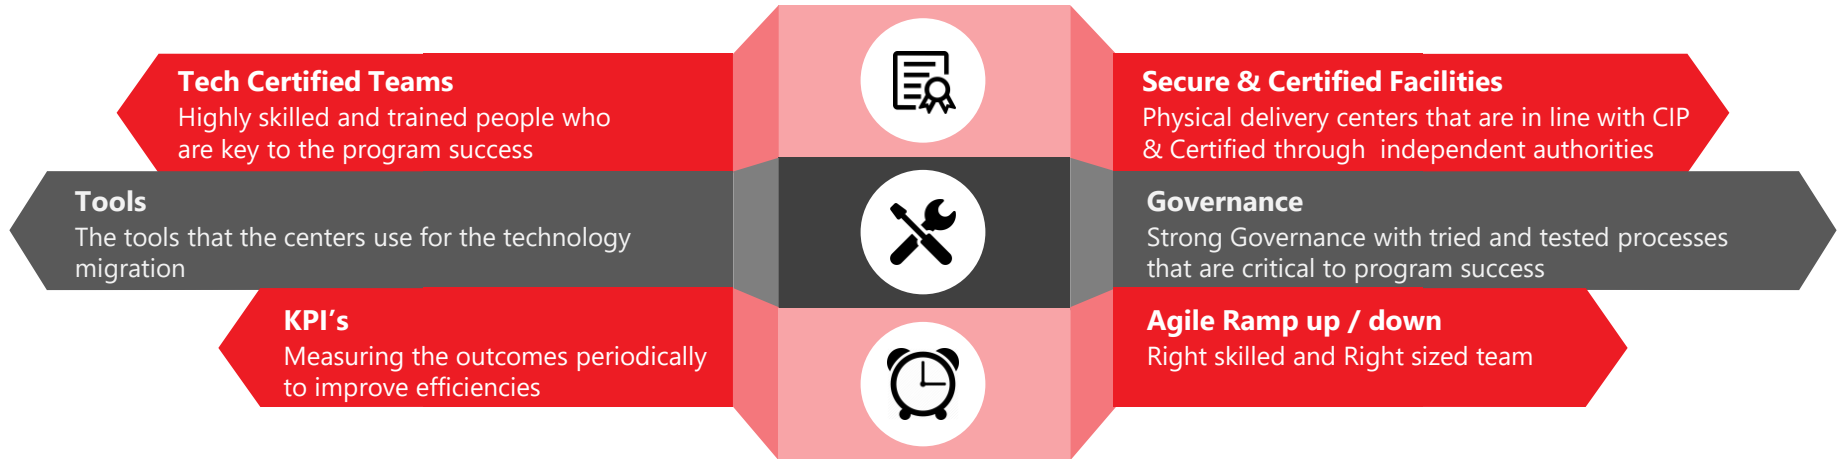 Tech Certified Teams
Highly skilled and trained people who
are key to the program success
Secure & Certified Facilities
Physical delivery centers that are in line with CIP
& Certified through  independent authorities
Tools
The tools that the centers use for the technology
migration
Governance
Strong Governance with tried and tested processes
that are critical to program success
KPI’s
Measuring the outcomes periodically
to improve efficiencies
Agile Ramp up / down
Right skilled and Right sized team